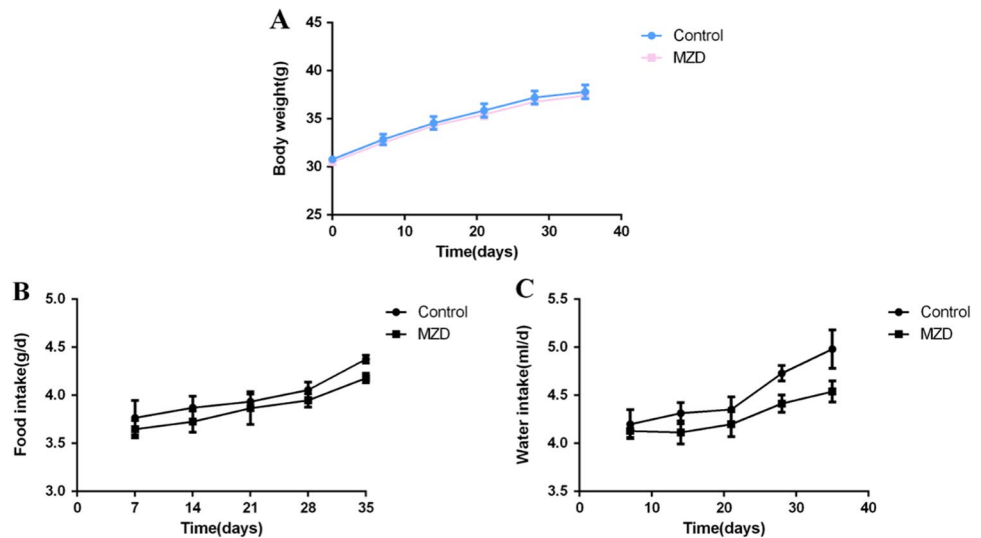 A
45
40
35
30
25
Body weight(g)
0 10 20 30 40
Time(days)
Control
MZD
B
5.0
4.5
4.0
3.5
3.0
Food intake(g/d)
0 7 14 21 28 35
Time(days)
Control
MZD
C
5.5
5.0
4.5
4.0
3.5
Water intake(ml/d)
0 10 20 30 40
Time(days)
Control
MZD